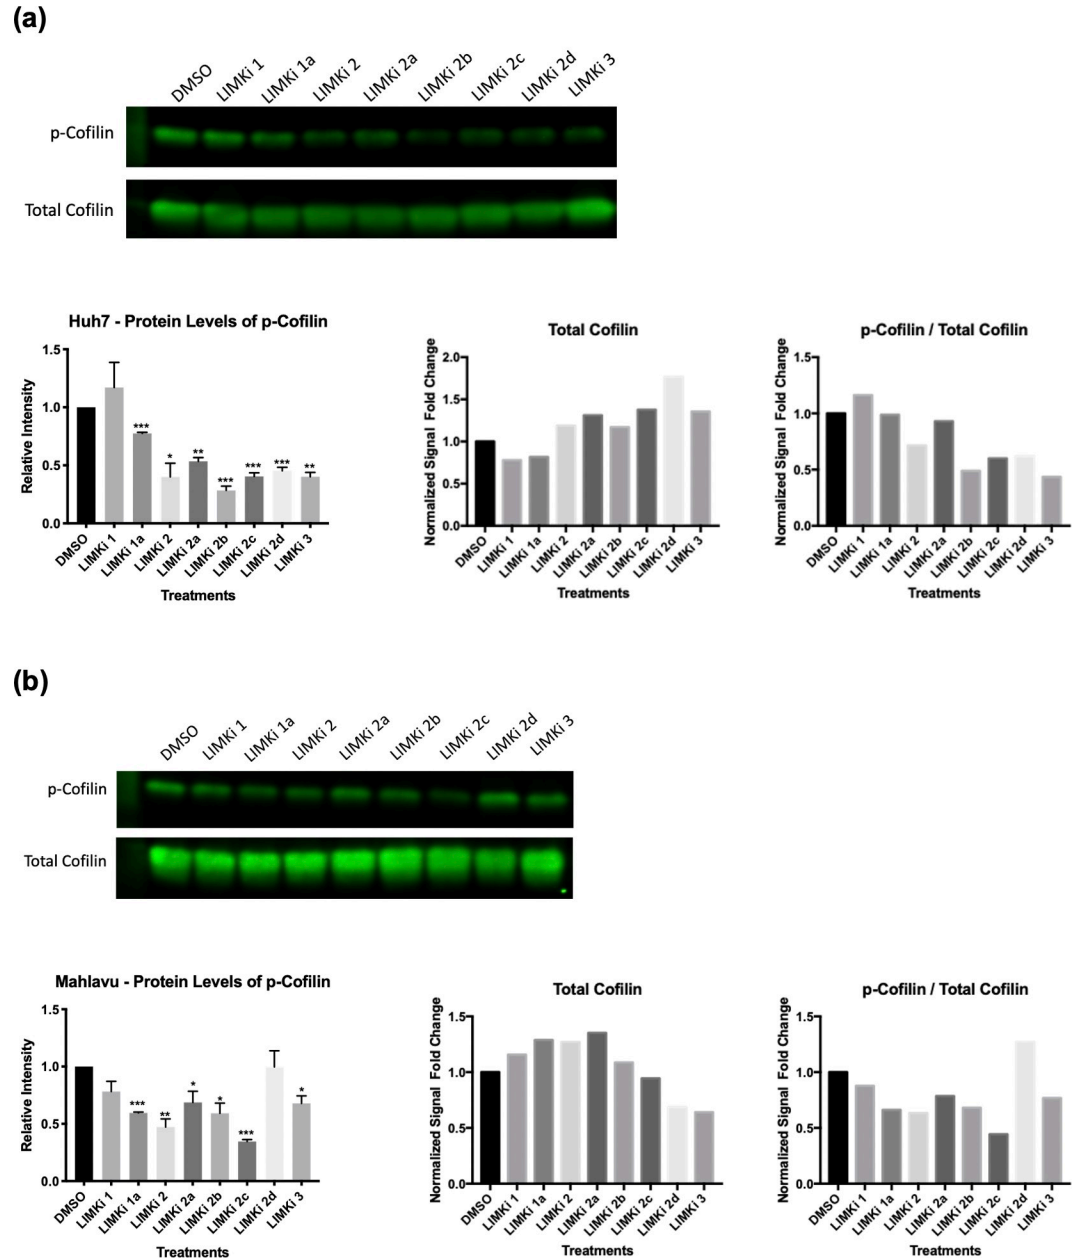 (a)
DMSO LIMKi 1 LIMKi 1a LIMKi 2 LIMKi 2a LIMKi 2b LIMKi 2c LIMKi 2d LIMKi 3
p-Cofilin
Total Cofilin
Huh7 - Protein Levels of p-Cofilin
Relative Intensity
1.5
1.0
0.5
0.0
*** * ** *** *** *** **
DMSO LIMKi 1 LIMKi 1a LIMKi 2 LIMKi 2a LIMKi 2b LIMKi 2c LIMKi 2d LIMKi 3
Treatments
Total Cofilin
Normalized Signal Fold Change
2.0
1.5
1.0
0.5
0.0
DMSO LIMKi 1 LIMKi 1a LIMKi 2 LIMKi 2a LIMKi 2b LIMKi 2c LIMKi 2d LIMKi 3
Treatments
p-Cofilin / Total Cofilin
Normalized Signal Fold Change
1.5
1.0
0.5
0.0
DMSO LIMKi 1 LIMKi 1a LIMKi 2 LIMKi 2a LIMKi 2b LIMKi 2c LIMKi 2d LIMKi 3
Treatments
(b)
DMSO LIMKi 1 LIMKi 1a LIMKi 2 LIMKi 2a LIMKi 2b LIMKi 2c LIMKi 2d LIMKi 3
p-Cofilin
Total Cofilin
Mahlavu - Protein Levels of p-Cofilin
Relative Intensity
1.5
1.0
0.5
0.0
*** ** * * *** *
DMSO LIMKi 1 LIMKi 1a LIMKi 2 LIMKi 2a LIMKi 2b LIMKi 2c LIMKi 2d LIMKi 3
Treatments
Total Cofilin
Normalized Signal Fold Change
1.5
1.0
0.5
0.0
DMSO LIMKi 1 LIMKi 1a LIMKi 2 LIMKi 2a LIMKi 2b LIMKi 2c LIMKi 2d LIMKi 3
Treatments
p-Cofilin / Total Cofilin
Normalized Signal Fold Change
1.5
1.0
0.5
0.0
DMSO LIMKi 1 LIMKi 1a LIMKi 2 LIMKi 2a LIMKi 2b LIMKi 2c LIMKi 2d LIMKi 3
Treatments